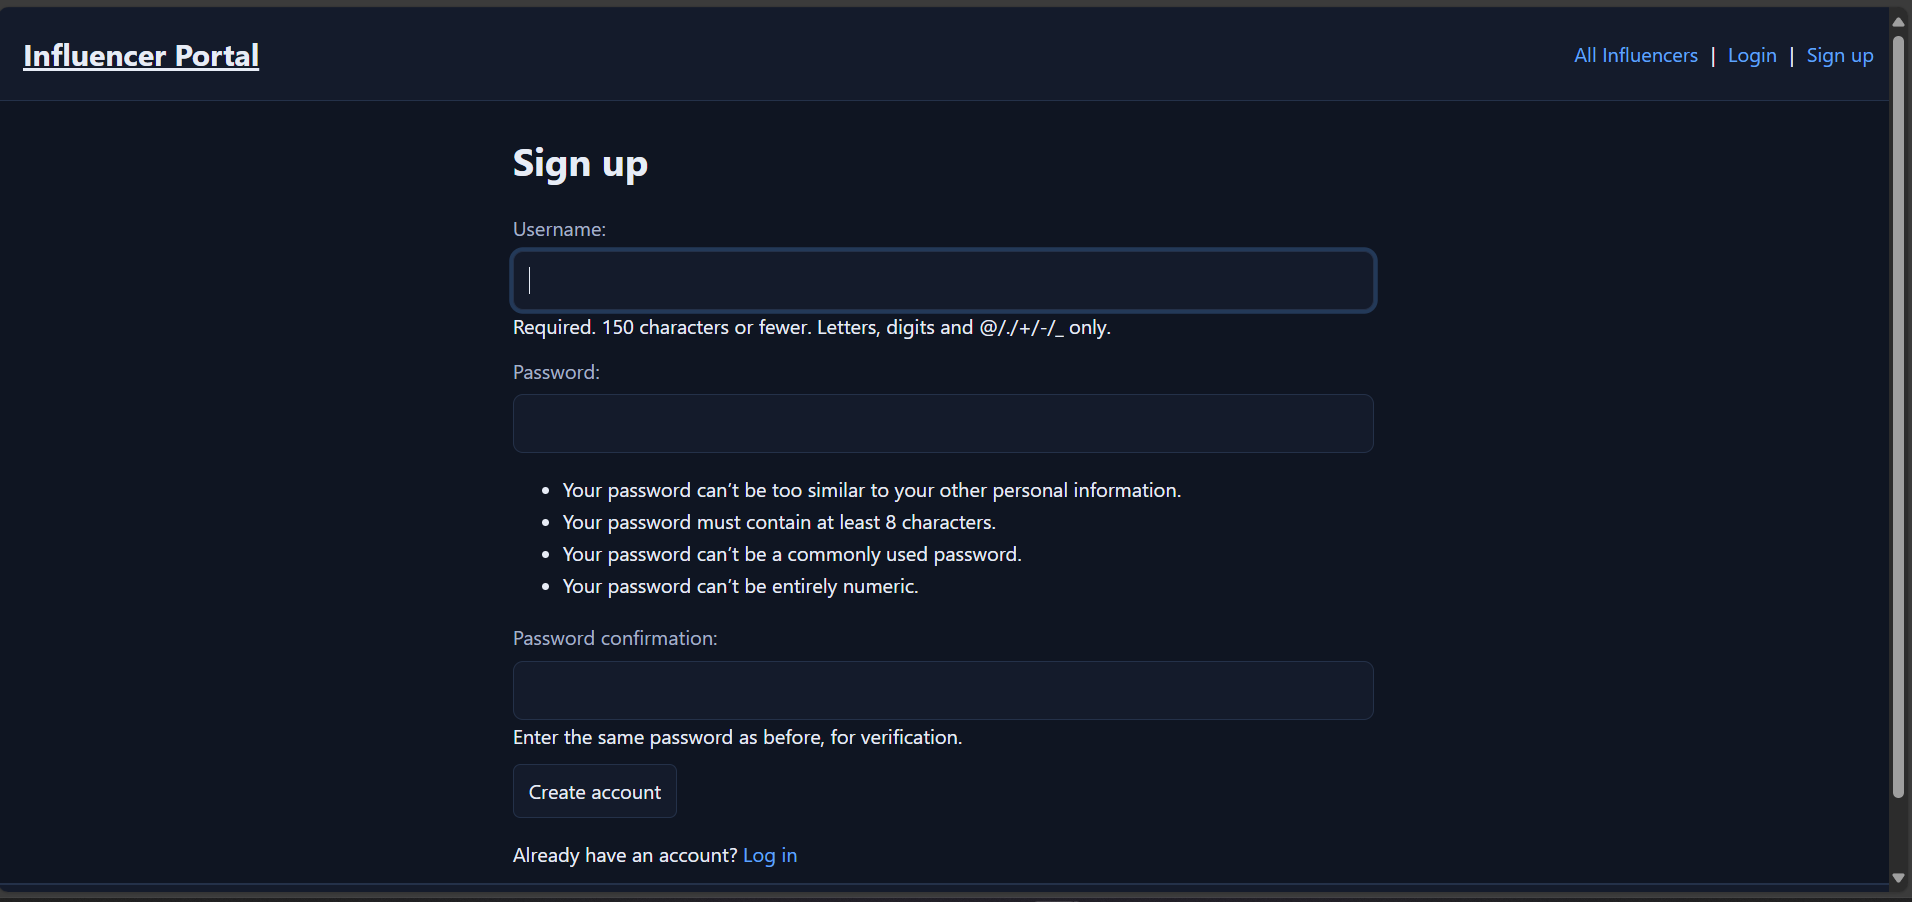 Influencer Portal
All Influencers | Login | Sign up
Sign up
Username:
Required. 150 characters or fewer. Letters, digits and @/./+/-/_ only.
Password:
• Your password can’t be too similar to your other personal information.
• Your password must contain at least 8 characters.
• Your password can’t be a commonly used password.
• Your password can’t be entirely numeric.
Password confirmation:
Enter the same password as before, for verification.
Create account
Already have an account? Log in